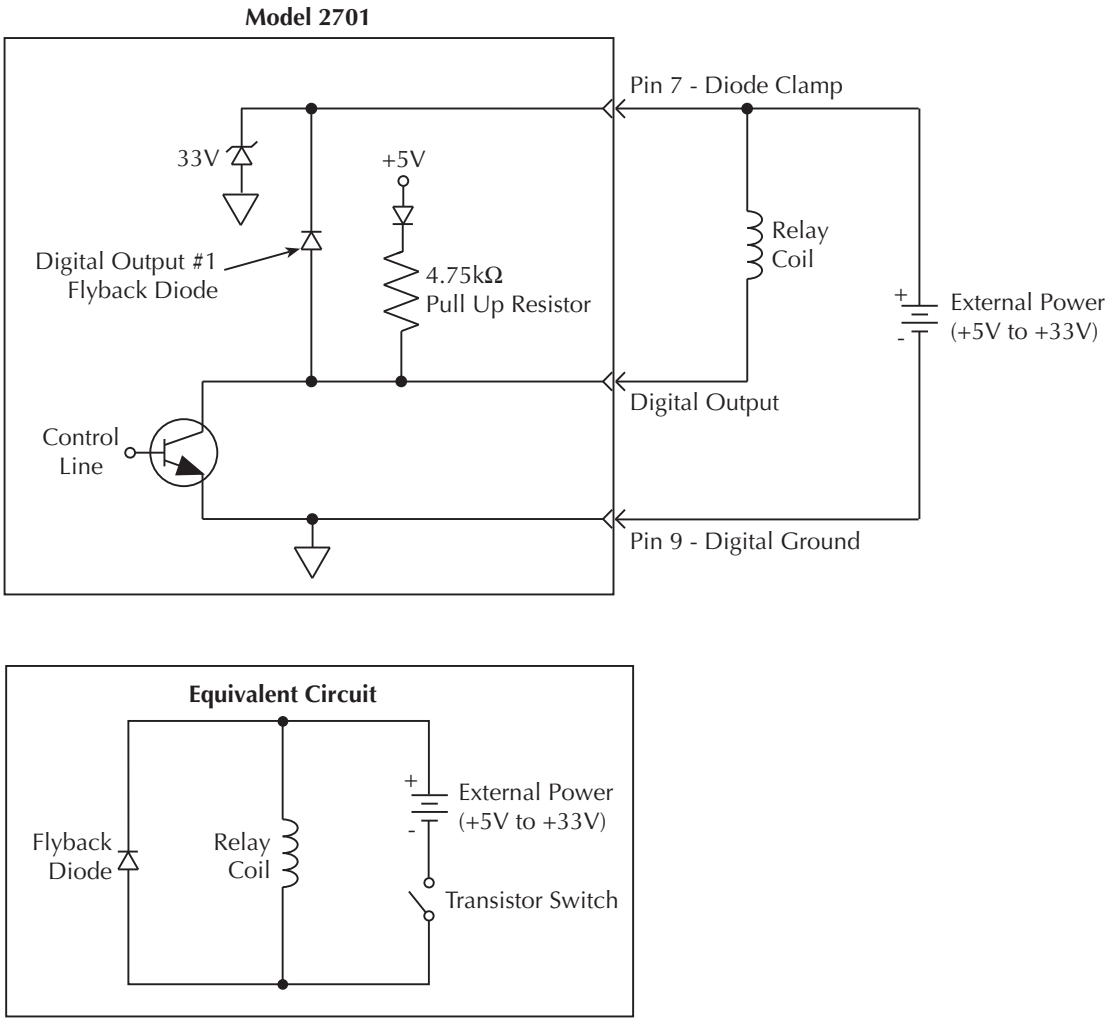 Model 2701
Pin 7 - Diode Clamp
33V
+5V
Digital Output #1
Flyback Diode
4.75kΩ
Pull Up Resistor
Relay
Coil
+
-
External Power
(+5V to +33V)
Digital Output
Control
Line
Pin 9 - Digital Ground
Equivalent Circuit
+
-
External Power
(+5V to +33V)
Flyback
Diode
Relay
Coil
Transistor Switch